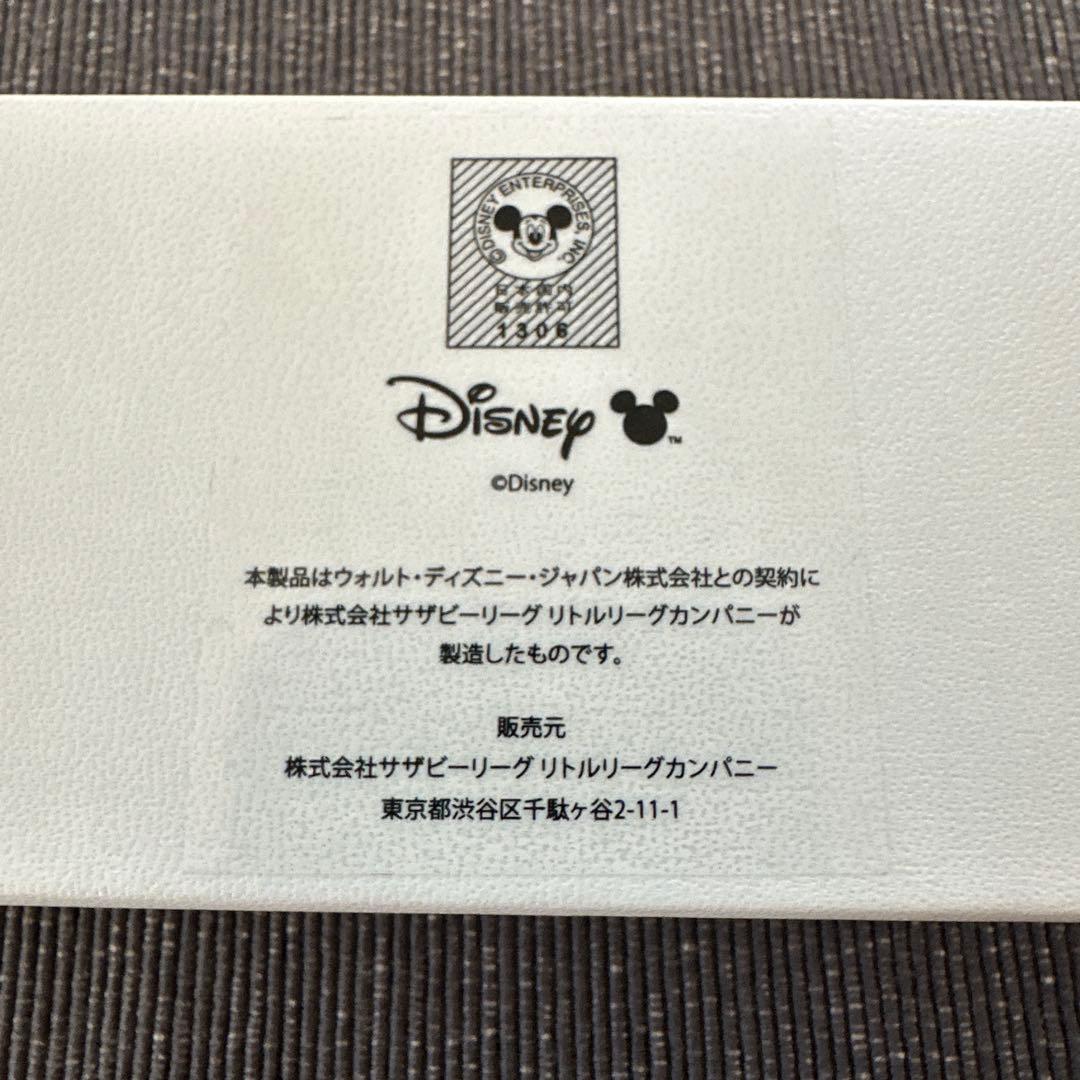 ©DISNEY ENTERPRISES, INC.
日本国内
販売許可
1306
Disney ™
©Disney
本製品はウォルト・ディズニー・ジャパン株式会社との契約に
より株式会社サザビーリーグ リトルリーグカンパニーが
製造したものです。
販売元
株式会社サザビーリーグ リトルリーグカンパニー
東京都渋谷区千駄ヶ谷2-11-1